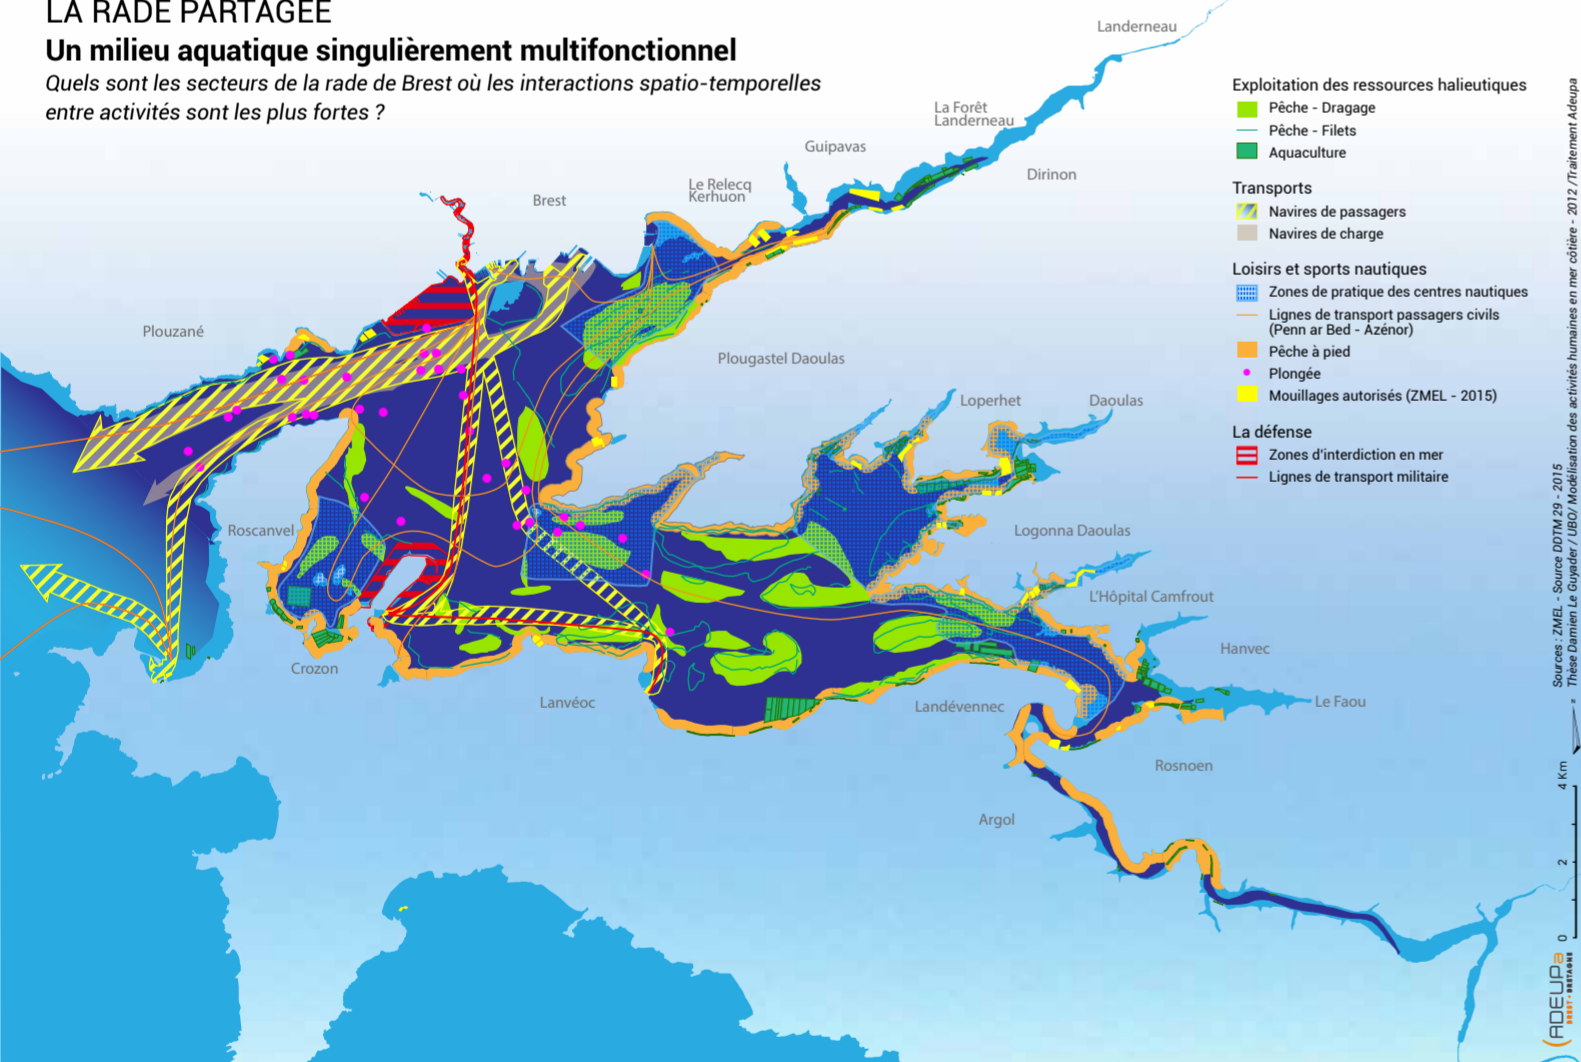 LA RADE PARTAGÉE
Un milieu aquatique singulièrement multifonctionnel
Quels sont les secteurs de la rade de Brest où les interactions spatio-temporelles
entre activités sont les plus fortes ?
Landerneau
La Forêt
Landerneau
Guipavas
Dirinon
Le Relecq
Kerhuon
Brest
Plouzané
Plougastel Daoulas
Loperhet
Daoulas
Roscanvel
Logonna Daoulas
L'Hôpital Camfrout
Hanvec
Crozon
Lanvéoc
Landévennec
Le Faou
Rosnoen
Argol
Exploitation des ressources halieutiques
Pêche - Dragage
Pêche - Filets
Aquaculture
Transports
Navires de passagers
Navires de charge
Loisirs et sports nautiques
Zones de pratique des centres nautiques
Lignes de transport passagers civils
(Penn ar Bed - Azénor)
Pêche à pied
Plongée
Mouillages autorisés (ZMEL - 2015)
La défense
Zones d'interdiction en mer
Lignes de transport militaire
Sources : ZMEL - Source DDTM 29 - 2015
Thèse Damien Le Guyader / UBO/ Modélisation des activités humaines en mer côtière - 2012 /Traitement Adeupa
N
0 2 4 Km
ADEUPa
BREST • BRETAGNE